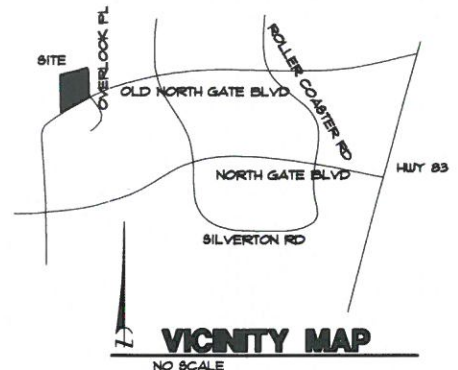 OVERLOOK PL
SITE
ROLLER COASTER RD
OLD NORTH GATE BLVD
NORTH GATE BLVD
HWY 83
SILVERTON RD
N
VICINITY MAP
NO SCALE